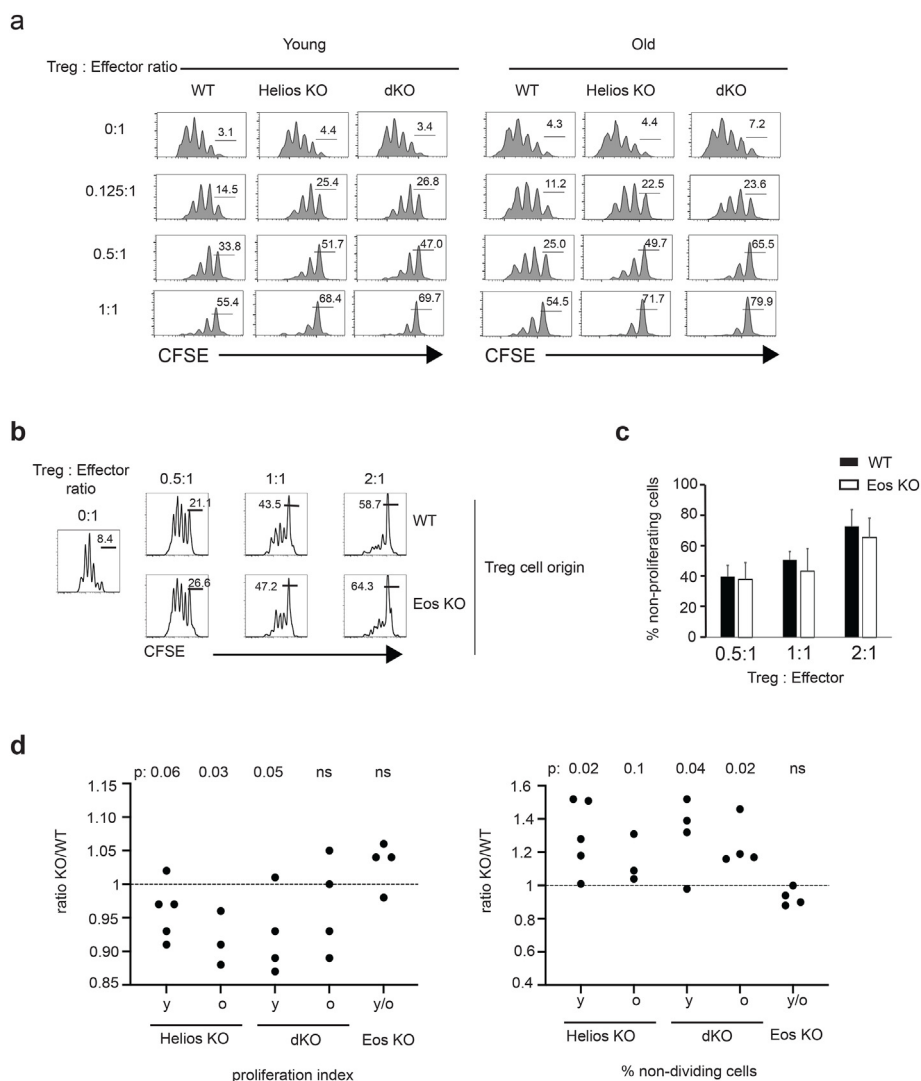 a
Young Old
Treg : Effector ratio
WT Helios KO dKO WT Helios KO dKO
0:1 3.1 4.4 3.4 4.3 4.4 7.2
0.125:1 14.5 25.4 26.8 11.2 22.5 23.6
0.5:1 33.8 51.7 47.0 25.0 49.7 65.5
1:1 55.4 68.4 69.7 54.5 71.7 79.9
CFSE CFSE
b
Treg : Effector
ratio
0:1
8.4
0.5:1 1:1 2:1
21.1 43.5 58.7 WT
Treg cell origin
26.6 47.2 64.3 Eos KO
CFSE
c
WT
Eos KO
% non-proliferating cells
100
80
60
40
20
0
0.5:1 1:1 2:1
Treg : Effector
d
p: 0.06 0.03 0.05 ns ns
ratio KO/WT
1.15
1.10
1.05
1
0.95
0.90
0.85
y o y o y/o
Helios KO dKO Eos KO
proliferation index
p: 0.02 0.1 0.04 0.02 ns
ratio KO/WT
1.6
1.4
1.2
1
0.8
0.6
0.4
y o y o y/o
Helios KO dKO Eos KO
% non-dividing cells